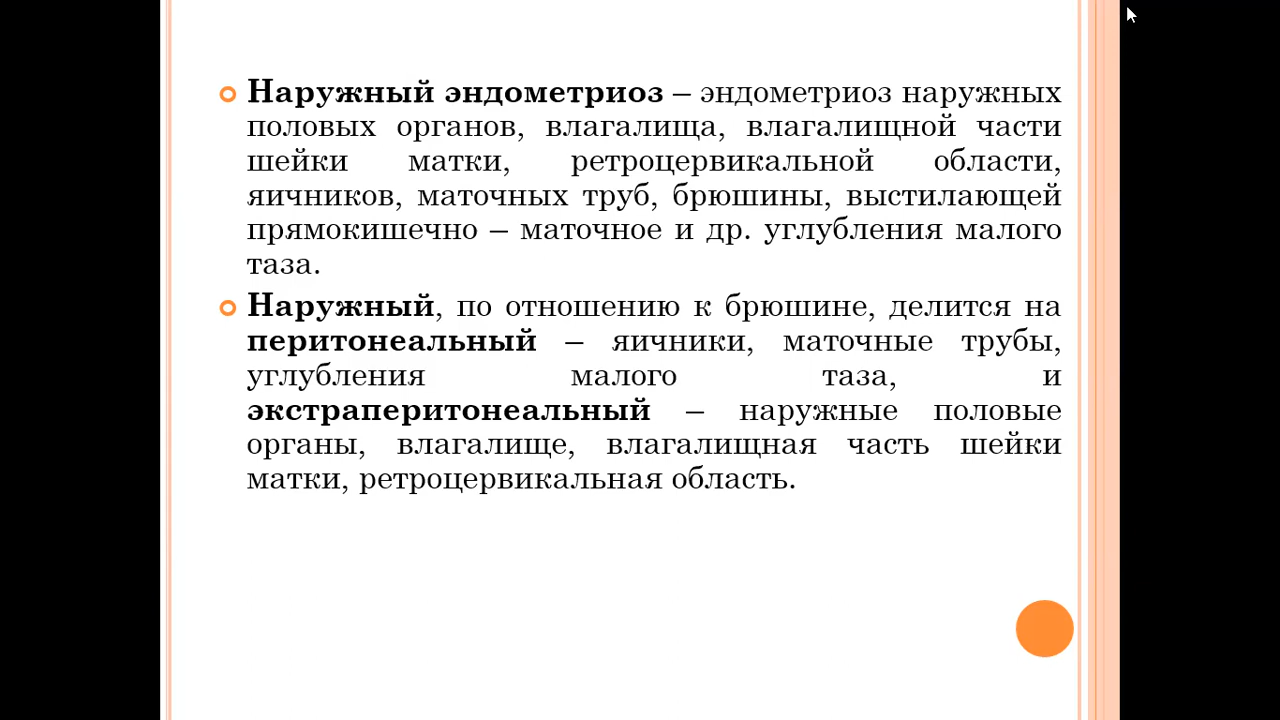 Наружный эндометриоз – эндометриоз наружных
половых органов, влагалища, влагалищной части
шейки матки, ретроцервикальной области,
яичников, маточных труб, брюшины, выстилающей
прямокишечно – маточное и др. углубления малого
таза.
Наружный, по отношению к брюшине, делится на
перитонеальный – яичники, маточные трубы,
углубления малого таза, и
экстраперитонеальный – наружные половые
органы, влагалище, влагалищная часть шейки
матки, ретроцервикальная область.